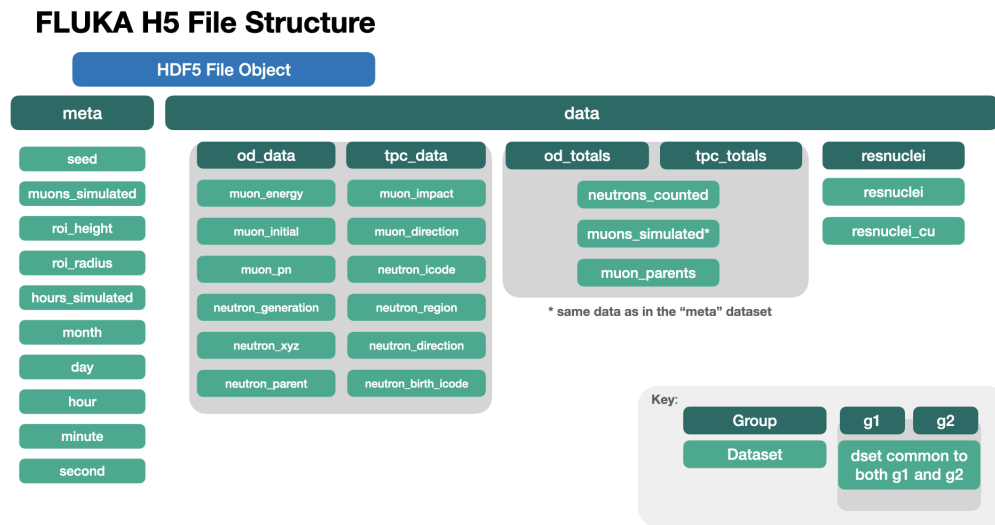 FLUKA H5 File Structure
HDF5 File Object
meta
data
seed
muons_simulated
roi_height
roi_radius
hours_simulated
month
day
hour
minute
second
od_data
tpc_data
muon_energy
muon_impact
muon_initial
muon_direction
muon_pn
neutron_icode
neutron_generation
neutron_region
neutron_xyz
neutron_direction
neutron_parent
neutron_birth_icode
od_totals
tpc_totals
neutrons_counted
muons_simulated*
muon_parents
* same data as in the “meta” dataset
resnuclei
resnuclei
resnuclei_cu
Key:
Group
Dataset
g1
g2
dset common to
both g1 and g2